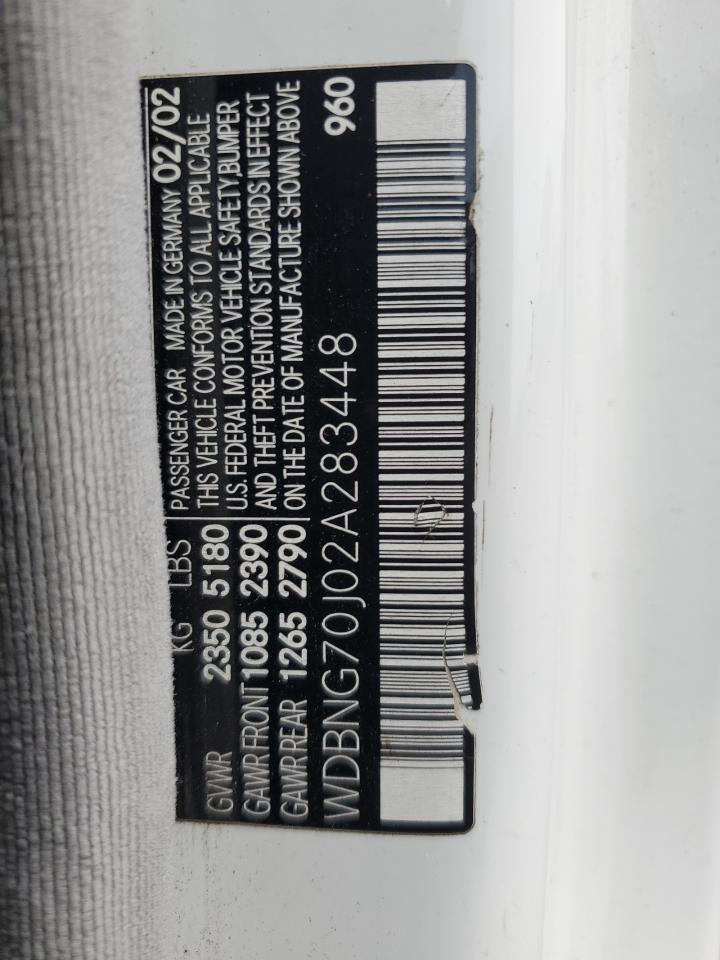 KG LBS
GVWR 2350 5180
GAWR FRONT 1085 2390
GAWR REAR 1265 2790
PASSENGER CAR MADE IN GERMANY 02/02
THIS VEHICLE CONFORMS TO ALL APPLICABLE
U.S. FEDERAL MOTOR VEHICLE SAFETY,BUMPER
AND THEFT PREVENTION STANDARDS IN EFFECT
ON THE DATE OF MANUFACTURE SHOWN ABOVE
WDBNG70J02A283448 960